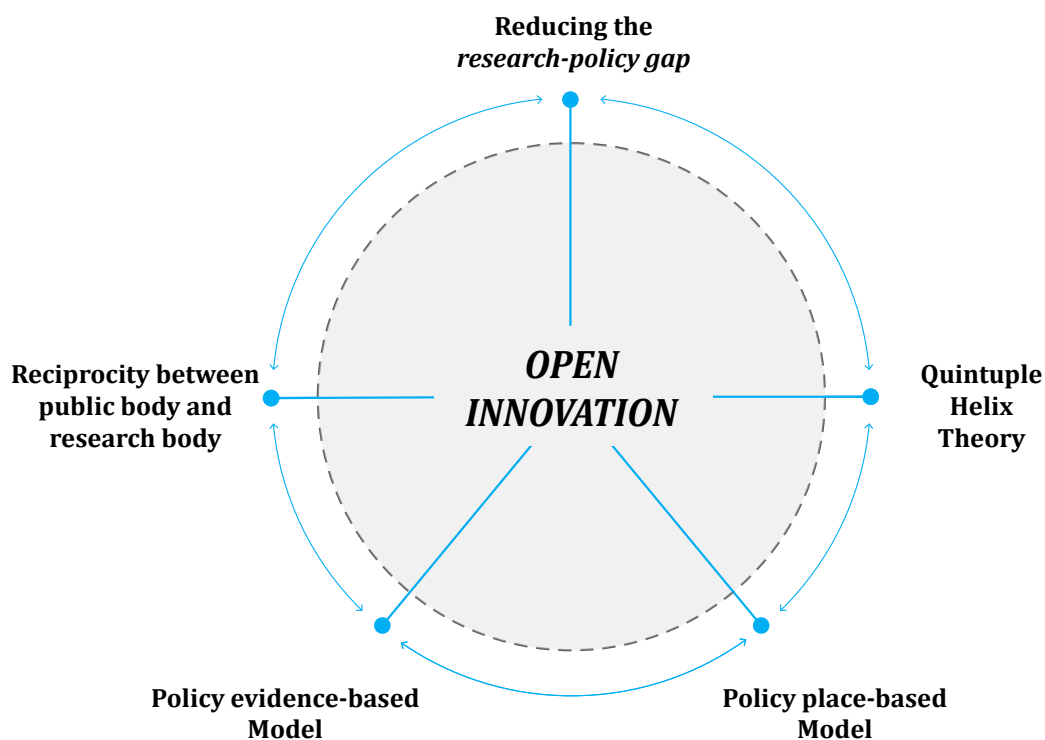 Reducing the
research-policy gap
OPEN
INNOVATION
Reciprocity between
public body and
research body
Quintuple
Helix
Theory
Policy evidence-based
Model
Policy place-based
Model